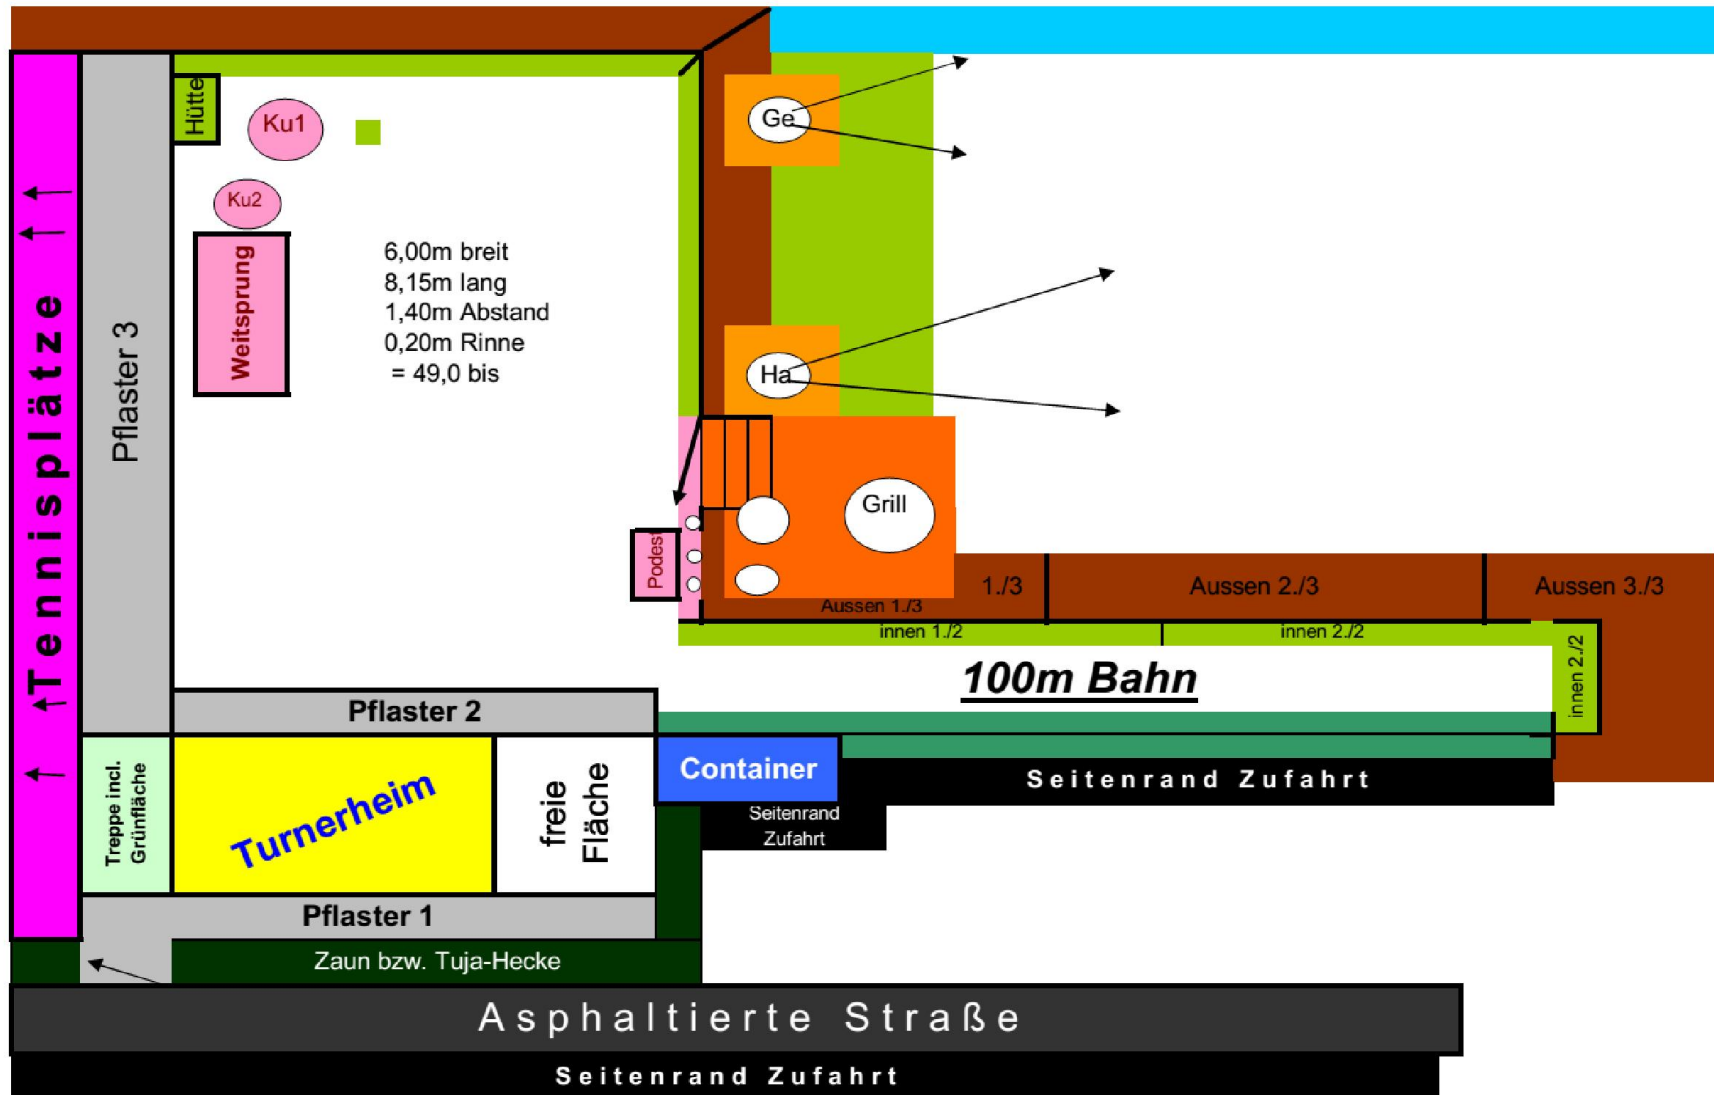 Hütte
Ku1
Ge
Ku2
Weitsprung
6,00m breit
8,15m lang
1,40m Abstand
0,20m Rinne
= 49,0 bis
Tennisplätze
Pflaster 3
Ha
Grill
Podest
1./3
Aussen 1./3
Aussen 2./3
Aussen 3./3
innen 1./2
innen 2./2
innen 2./2
100m Bahn
Pflaster 2
Treppe incl.
Grünfläche
Turnerheim
freie
Fläche
Container
Seitenrand Zufahrt
Seitenrand
Zufahrt
Pflaster 1
Zaun bzw. Tuja-Hecke
Asphaltierte Straße
Seitenrand Zufahrt